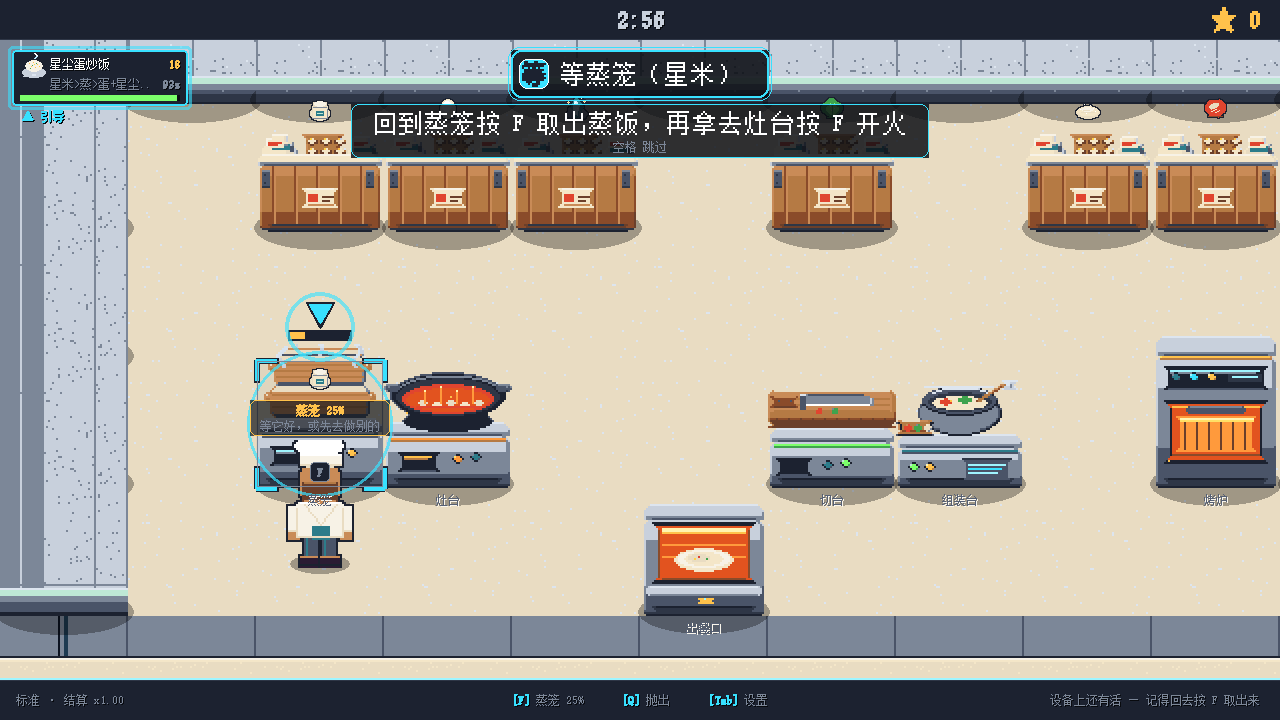 2:56
0
星尘蛋炒饭 18
星米>蒸>蛋+星尘.. 93s
▲ 引导
等蒸笼（星米）
回到蒸笼按 F 取出蒸饭，再拿去灶台按 F 开火
空格 跳过
蒸笼 25%
等它好，或先去做别的
F
蒸笼
灶台
切台
组装台
烤炉
出餐口
标准 · 结算 x1.00
[F] 蒸笼 25%
[Q] 抛出
[Tab] 设置
设备上还有活 — 记得回去按 F 取出来